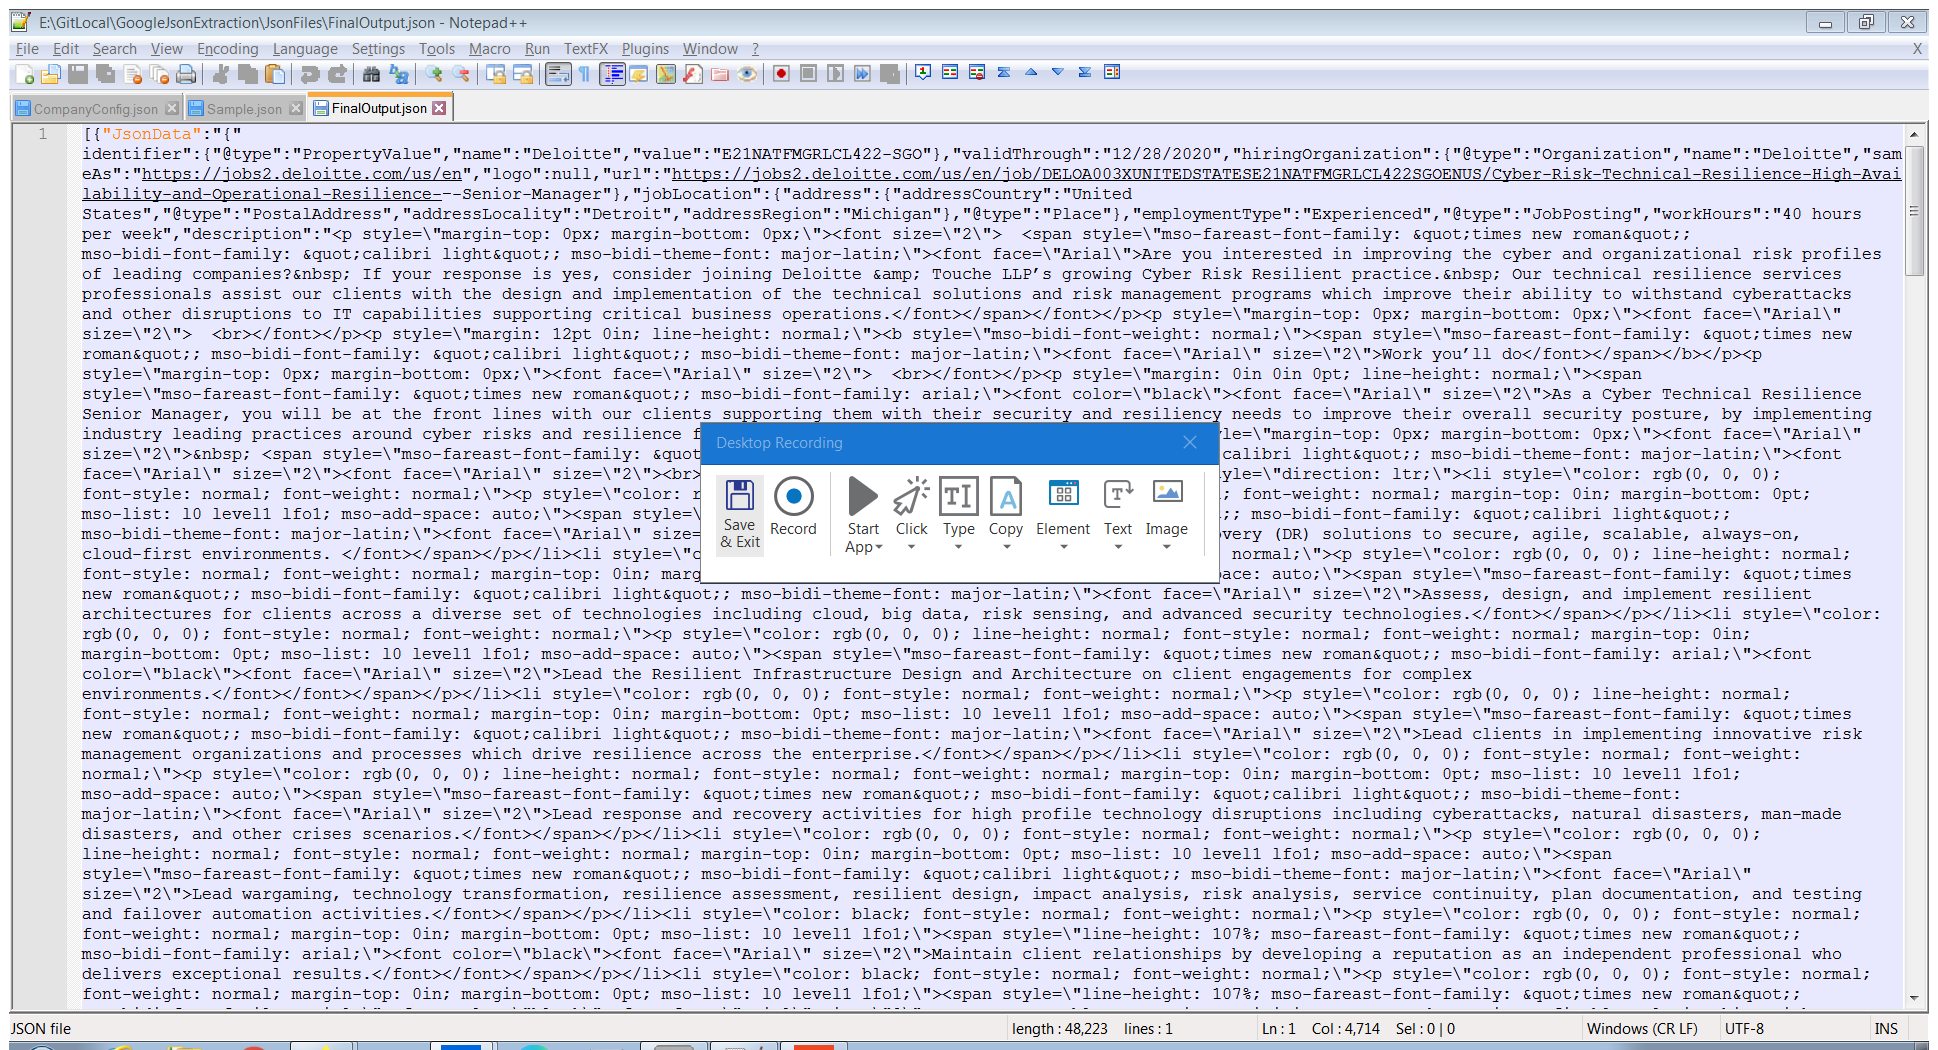 E:\GitLocal\GoogleJsonExtraction\JsonFiles\FinalOutput.json - Notepad++
File Edit Search View Encoding Language Settings Tools Macro Run TextFX Plugins Window ? X
CompanyConfig.json Sample.json FinalOutput.json
1 [{"JsonData":"{"
identifier":{"@type":"PropertyValue","name":"Deloitte","value":"E21NATFMGRLCL422-SGO"},"validThrough":"12/28/2020","hiringOrganization":{"@type":"Organization","name":"Deloitte","sam
eAs":"https://jobs2.deloitte.com/us/en","logo":null,"url":"https://jobs2.deloitte.com/us/en/job/DELOA003XUNITEDSTATESE21NATFMGRLCL422SGOENUS/Cyber-Risk-Technical-Resilience-High-Avai
lability-and-Operational-Resilience---Senior-Manager"},"jobLocation":{"address":{"addressCountry":"United
States","@type":"PostalAddress","addressLocality":"Detroit","addressRegion":"Michigan"},"@type":"Place"},"employmentType":"Experienced","@type":"JobPosting","workHours":"40 hours
per week","description":"<p style=\"margin-top: 0px; margin-bottom: 0px;\"><font size=\"2\">  <span style=\"mso-fareast-font-family: &quot;times new roman&quot;;
mso-bidi-font-family: &quot;calibri light&quot;; mso-bidi-theme-font: major-latin;\"><font face=\"Arial\">Are you interested in improving the cyber and organizational risk profiles
of leading companies?&nbsp; If your response is yes, consider joining Deloitte &amp; Touche LLP’s growing Cyber Risk Resilient practice.&nbsp; Our technical resilience services
professionals assist our clients with the design and implementation of the technical solutions and risk management programs which improve their ability to withstand cyberattacks
and other disruptions to IT capabilities supporting critical business operations.</font></span></font></p><p style=\"margin-top: 0px; margin-bottom: 0px;\"><font face=\"Arial\"
size=\"2\">  <br></font></p><p style=\"margin: 12pt 0in; line-height: normal;\"><b style=\"mso-bidi-font-weight: normal;\"><span style=\"mso-fareast-font-family: &quot;times new
roman&quot;; mso-bidi-font-family: &quot;calibri light&quot;; mso-bidi-theme-font: major-latin;\"><font face=\"Arial\" size=\"2\">Work you’ll do</font></span></b></p><p
style=\"margin-top: 0px; margin-bottom: 0px;\"><font face=\"Arial\" size=\"2\">  <br></font></p><p style=\"margin: 0in 0in 0pt; line-height: normal;\"><span
style=\"mso-fareast-font-family: &quot;times new roman&quot;; mso-bidi-font-family: arial;\"><font color=\"black\"><font face=\"Arial\" size=\"2\">As a Cyber Technical Resilience
Senior Manager, you will be at the front lines with our clients supporting them with their security and resiliency needs to improve their overall security posture, by implementing
industry leading practices around cyber risks and resilience f yle=\"margin-top: 0px; margin-bottom: 0px;\"><font face=\"Arial\"
Desktop Recording
size=\"2\">&nbsp; <span style=\"mso-fareast-font-family: &quo calibri light&quot;; mso-bidi-theme-font: major-latin;\"><font
face=\"Arial\" size=\"2\"><font face=\"Arial\" size=\"2\"><br> yle=\"direction: ltr;\"><li style=\"color: rgb(0, 0, 0);
font-style: normal; font-weight: normal;\"><p style=\"color: r ; font-weight: normal; margin-top: 0in; margin-bottom: 0pt;
mso-list: l0 level1 lfo1; mso-add-space: auto;\"><span style=\ ;; mso-bidi-font-family: &quot;calibri light&quot;;
Save & Exit
Record
Start App
Click
Type
Copy
Element
Text
Image
mso-bidi-theme-font: major-latin;\"><font face=\"Arial\" size= very (DR) solutions to secure, agile, scalable, always-on,
cloud-first environments. </font></span></p></li><li style=\"c normal;\"><p style=\"color: rgb(0, 0, 0); line-height: normal;
font-style: normal; font-weight: normal; margin-top: 0in; marg ace: auto;\"><span style=\"mso-fareast-font-family: &quot;times
new roman&quot;; mso-bidi-font-family: &quot;calibri light&quot;; mso-bidi-theme-font: major-latin;\"><font face=\"Arial\" size=\"2\">Assess, design, and implement resilient
architectures for clients across a diverse set of technologies including cloud, big data, risk sensing, and advanced security technologies.</font></span></p></li><li style=\"color:
rgb(0, 0, 0); font-style: normal; font-weight: normal;\"><p style=\"color: rgb(0, 0, 0); line-height: normal; font-style: normal; font-weight: normal; margin-top: 0in;
margin-bottom: 0pt; mso-list: l0 level1 lfo1; mso-add-space: auto;\"><span style=\"mso-fareast-font-family: &quot;times new roman&quot;; mso-bidi-font-family: arial;\"><font
color=\"black\"><font face=\"Arial\" size=\"2\">Lead the Resilient Infrastructure Design and Architecture on client engagements for complex
environments.</font></font></span></p></li><li style=\"color: rgb(0, 0, 0); font-style: normal; font-weight: normal;\"><p style=\"color: rgb(0, 0, 0); line-height: normal;
font-style: normal; font-weight: normal; margin-top: 0in; margin-bottom: 0pt; mso-list: l0 level1 lfo1; mso-add-space: auto;\"><span style=\"mso-fareast-font-family: &quot;times
new roman&quot;; mso-bidi-font-family: &quot;calibri light&quot;; mso-bidi-theme-font: major-latin;\"><font face=\"Arial\" size=\"2\">Lead clients in implementing innovative risk
management organizations and processes which drive resilience across the enterprise.</font></span></p></li><li style=\"color: rgb(0, 0, 0); font-style: normal; font-weight:
normal;\"><p style=\"color: rgb(0, 0, 0); line-height: normal; font-style: normal; font-weight: normal; margin-top: 0in; margin-bottom: 0pt; mso-list: l0 level1 lfo1;
mso-add-space: auto;\"><span style=\"mso-fareast-font-family: &quot;times new roman&quot;; mso-bidi-font-family: &quot;calibri light&quot;; mso-bidi-theme-font:
major-latin;\"><font face=\"Arial\" size=\"2\">Lead response and recovery activities for high profile technology disruptions including cyberattacks, natural disasters, man-made
disasters, and other crises scenarios.</font></span></p></li><li style=\"color: rgb(0, 0, 0); font-style: normal; font-weight: normal;\"><p style=\"color: rgb(0, 0, 0);
line-height: normal; font-style: normal; font-weight: normal; margin-top: 0in; margin-bottom: 0pt; mso-list: l0 level1 lfo1; mso-add-space: auto;\"><span
style=\"mso-fareast-font-family: &quot;times new roman&quot;; mso-bidi-font-family: &quot;calibri light&quot;; mso-bidi-theme-font: major-latin;\"><font face=\"Arial\"
size=\"2\">Lead wargaming, technology transformation, resilience assessment, resilient design, impact analysis, risk analysis, service continuity, plan documentation, and testing
and failover automation activities.</font></span></p></li><li style=\"color: black; font-style: normal; font-weight: normal;\"><p style=\"color: rgb(0, 0, 0); font-style: normal;
font-weight: normal; margin-top: 0in; margin-bottom: 0pt; mso-list: l0 level1 lfo1;\"><span style=\"line-height: 107%; mso-fareast-font-family: &quot;times new roman&quot;;
mso-bidi-font-family: arial;\"><font color=\"black\"><font face=\"Arial\" size=\"2\">Maintain client relationships by developing a reputation as an independent professional who
delivers exceptional results.</font></font></span></p></li><li style=\"color: black; font-style: normal; font-weight: normal;\"><p style=\"color: rgb(0, 0, 0); font-style: normal;
font-weight: normal; margin-top: 0in; margin-bottom: 0pt; mso-list: l0 level1 lfo1;\"><span style=\"line-height: 107%; mso-fareast-font-family: &quot;times new roman&quot;;
JSON file length : 48,223 lines : 1 Ln : 1 Col : 4,714 Sel : 0 | 0 Windows (CR LF) UTF-8 INS